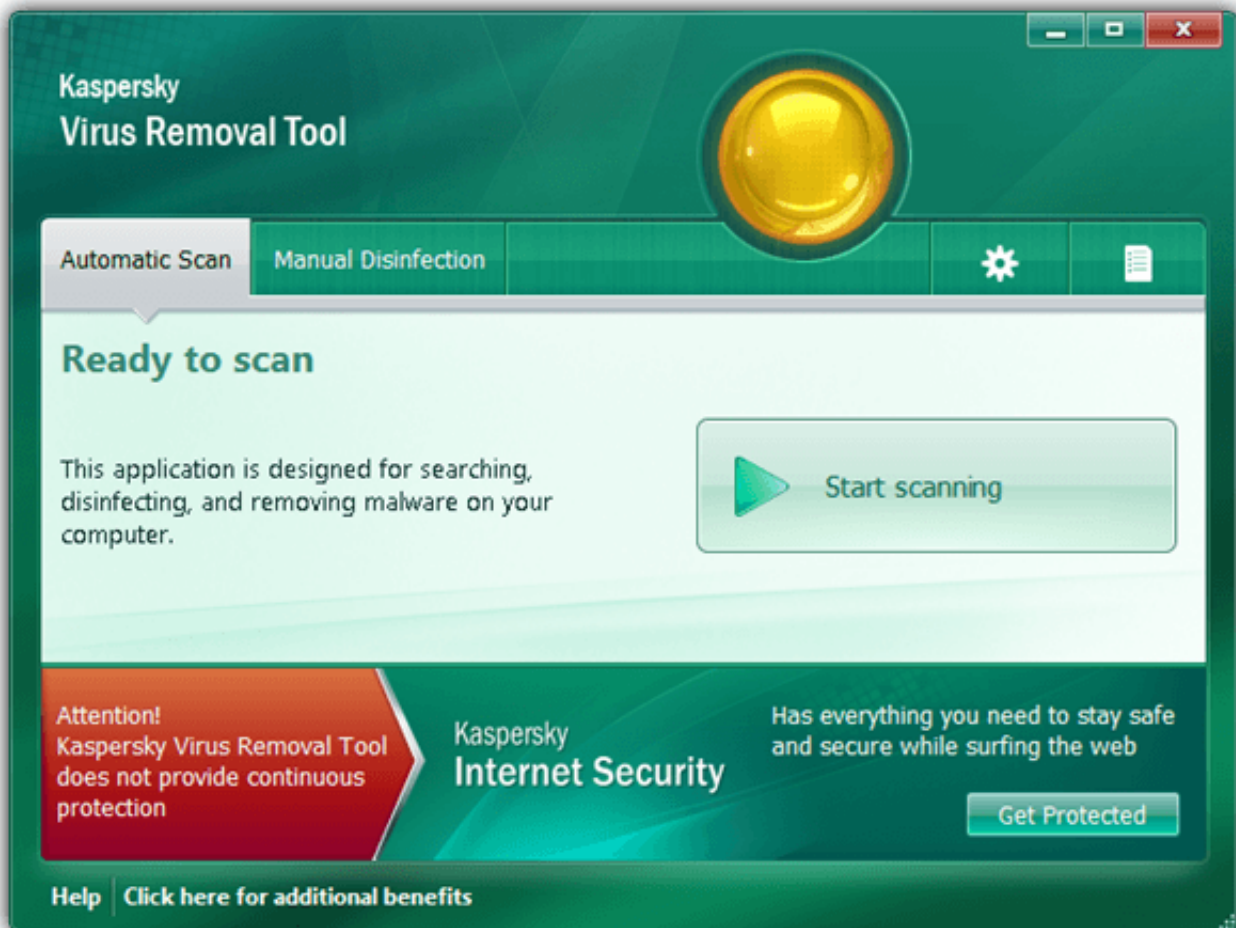 Kaspersky
Virus Removal Tool
Automatic Scan
Manual Disinfection
Ready to scan
This application is designed for searching,
disinfecting, and removing malware on your
computer.
Start scanning
Attention!
Kaspersky Virus Removal Tool
does not provide continuous
protection
Kaspersky
Internet Security
Has everything you need to stay safe
and secure while surfing the web
Get Protected
Help
Click here for additional benefits